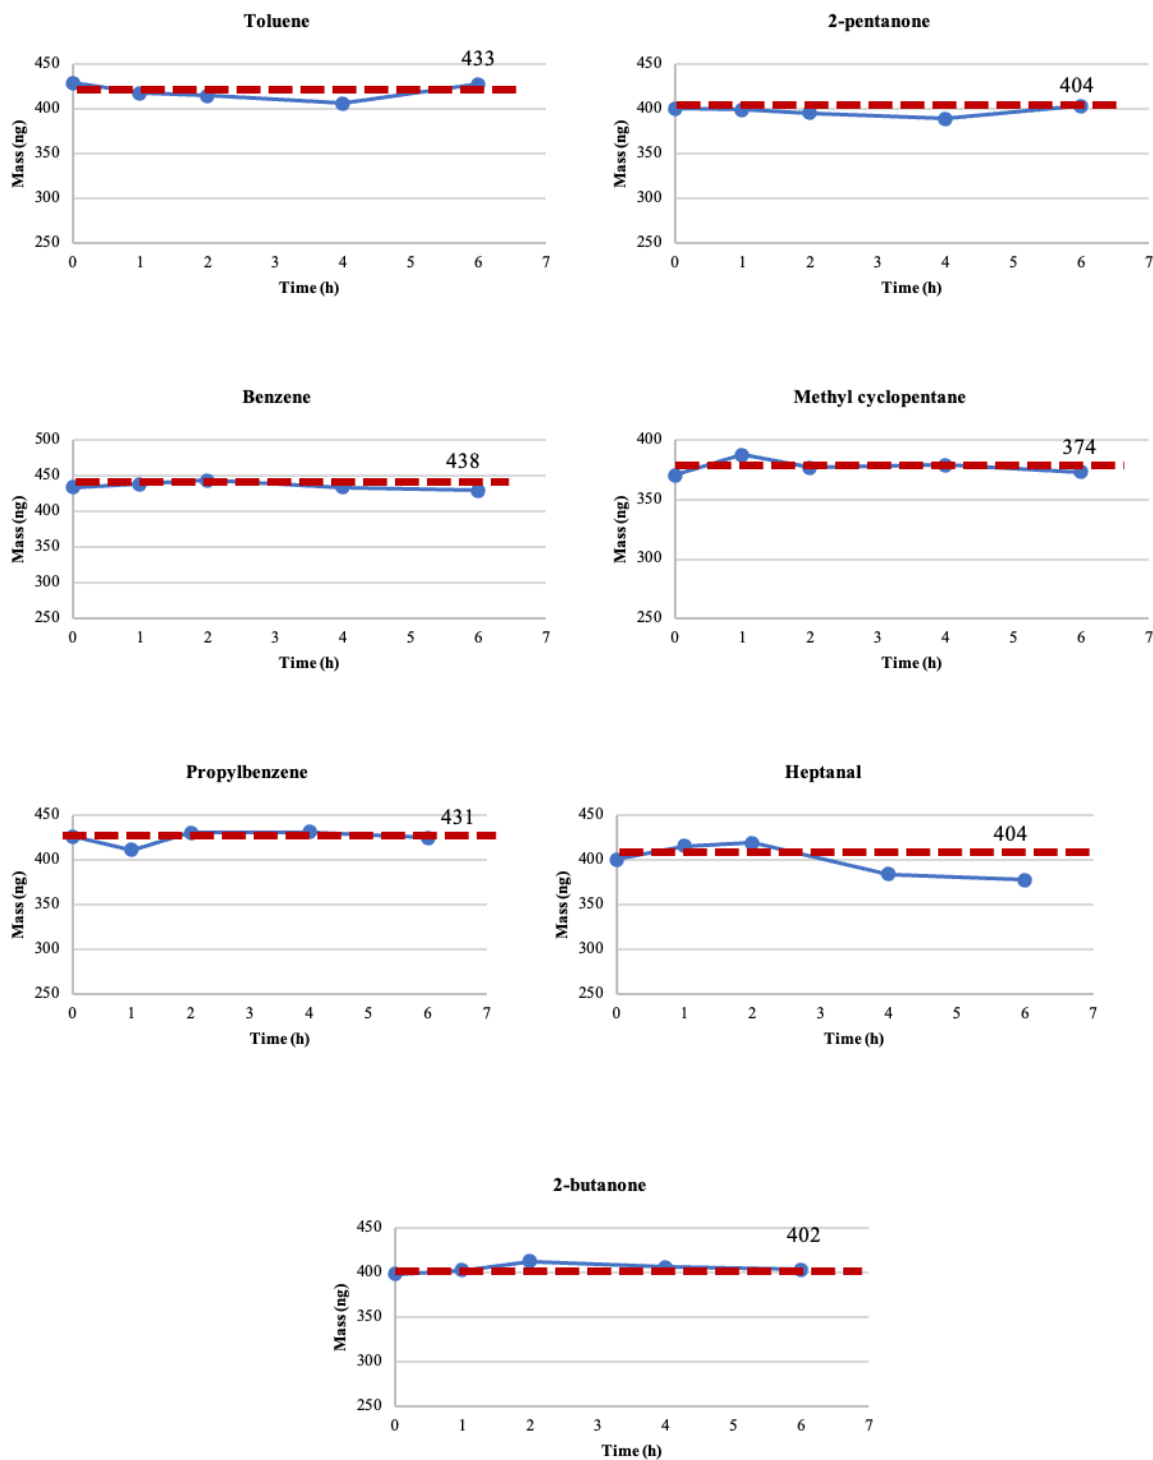 Toluene
433
450
400
350
300
250
Mass (ng)
0 1 2 3 4 5 6 7
Time (h)
2-pentanone
404
450
400
350
300
250
Mass (ng)
0 1 2 3 4 5 6 7
Time (h)
Benzene
438
500
450
400
350
300
250
Mass (ng)
0 1 2 3 4 5 6 7
Time (h)
Methyl cyclopentane
374
400
350
300
250
Mass (ng)
0 1 2 3 4 5 6 7
Time (h)
Propylbenzene
431
450
400
350
300
250
Mass (ng)
0 1 2 3 4 5 6 7
Time (h)
Heptanal
404
450
400
350
300
250
Mass (ng)
0 1 2 3 4 5 6 7
Time (h)
2-butanone
402
450
400
350
300
250
Mass (ng)
0 1 2 3 4 5 6 7
Time (h)